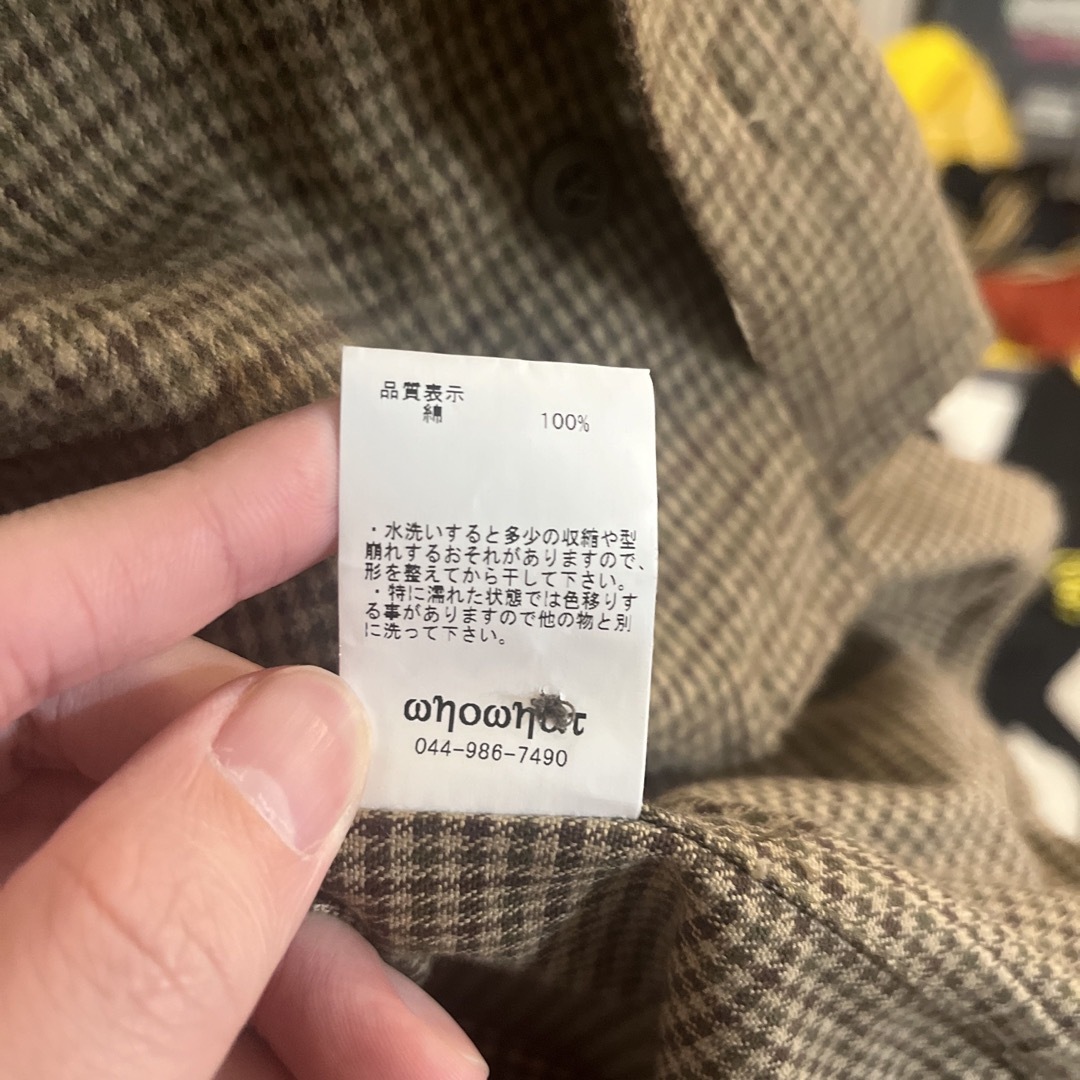 品質表示
綿 100%
・水洗いすると多少の収縮や型
崩れするおそれがありますので、
形を整えてから干して下さい。
・特に濡れた状態では色移りす
る事がありますので他の物と別
に洗って下さい。
ωηοωηατ
044-986-7490